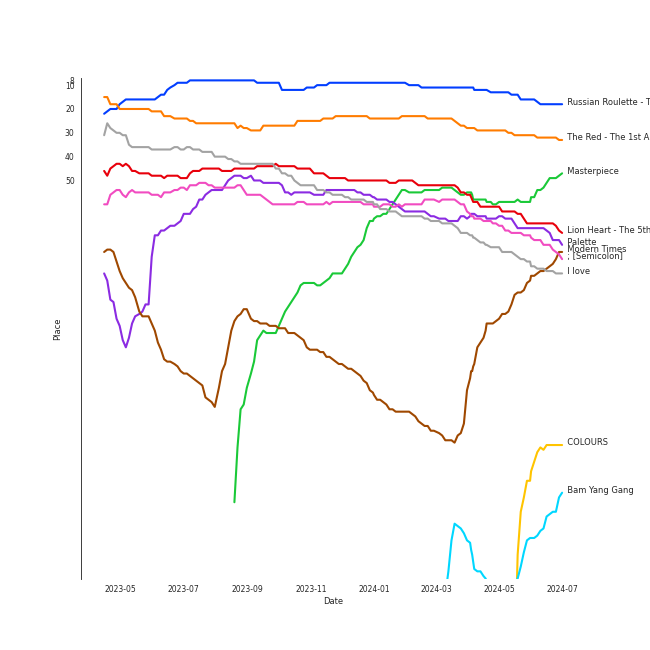 8
10
20
30
40
50
Place
Russian Roulette - T
The Red - The 1st A
Masterpiece
Lion Heart - The 5th
Palette
Modern Times
; [Semicolon]
I love
COLOURS
Bam Yang Gang
2023-05 2023-07 2023-09 2023-11 2024-01 2024-03 2024-05 2024-07
Date